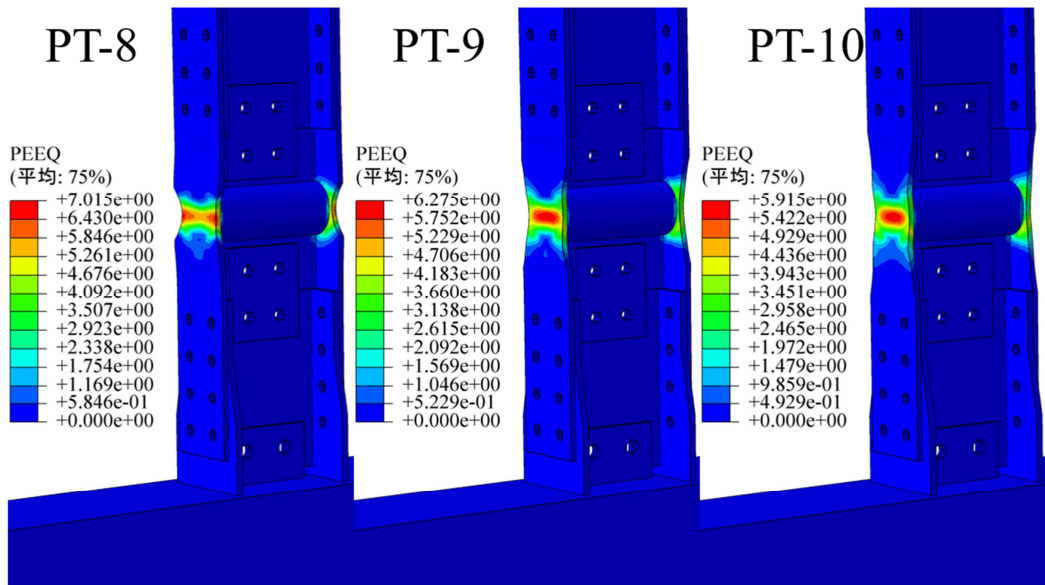 PT-8
PEEQ
(平均: 75%)
+7.015e+00
+6.430e+00
+5.846e+00
+5.261e+00
+4.676e+00
+4.092e+00
+3.507e+00
+2.923e+00
+2.338e+00
+1.754e+00
+1.169e+00
+5.846e-01
+0.000e+00
PT-9
PEEQ
(平均: 75%)
+6.275e+00
+5.752e+00
+5.229e+00
+4.706e+00
+4.183e+00
+3.660e+00
+3.138e+00
+2.615e+00
+2.092e+00
+1.569e+00
+1.046e+00
+5.229e-01
+0.000e+00
PT-10
PEEQ
(平均: 75%)
+5.915e+00
+5.422e+00
+4.929e+00
+4.436e+00
+3.943e+00
+3.451e+00
+2.958e+00
+2.465e+00
+1.972e+00
+1.479e+00
+9.859e-01
+4.929e-01
+0.000e+00